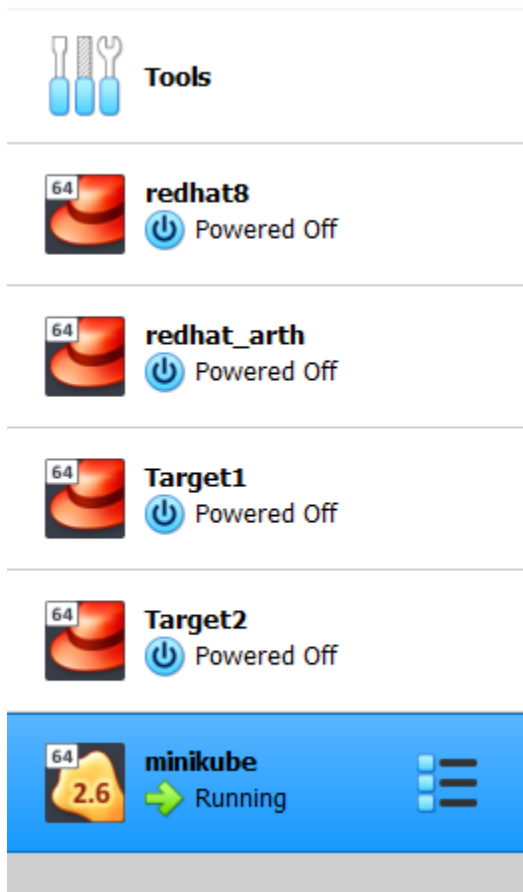 Tools
64
redhat8
Powered Off
64
redhat_arth
Powered Off
64
Target1
Powered Off
64
Target2
Powered Off
64
2.6
minikube
Running